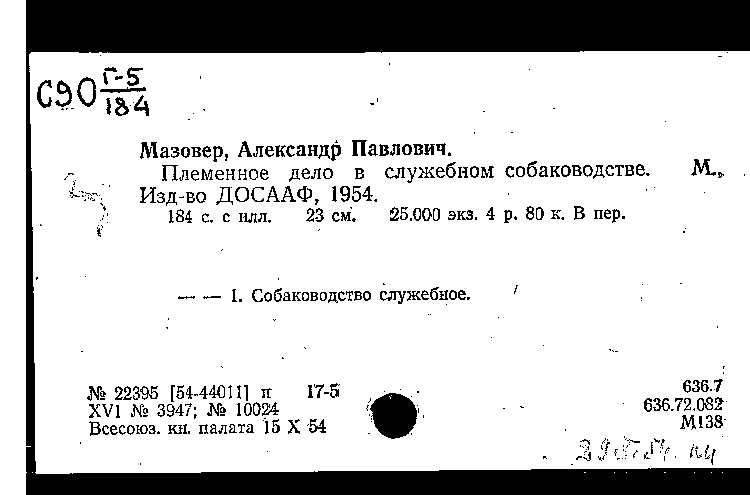 С90 Г-5
184
Мазовер, Александр Павлович.
Племенное дело в служебном собаководстве. М.,
Изд-во ДОСААФ, 1954.
184 с. с илл. 23 см. 25.000 экз. 4 р. 80 к. В пер.
— — I. Собаководство служебное.
№ 22395 [54-44011] п 17-5 636.7
XVI № 3947; № 10024 636.72.082
Всесоюз. кн. палата 15 X 54 М138